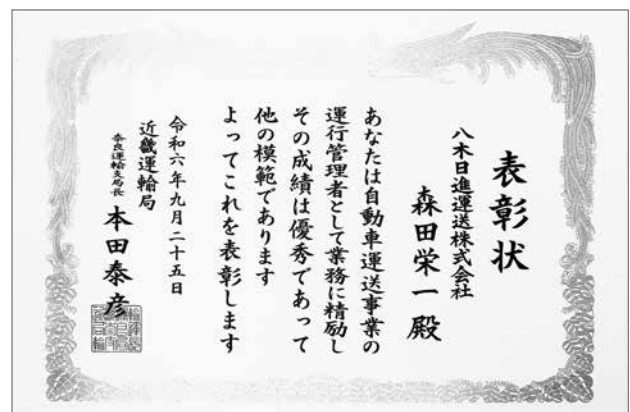 表彰状
八木日進運送株式会社
森田栄一殿
あなたは自動車運送事業の
運行管理者として業務に精励し
その成績は優秀であって
他の模範であります
よってこれを表彰します
令和六年九月二十五日
近畿運輸局
奈良運輸支局長 本田泰彦